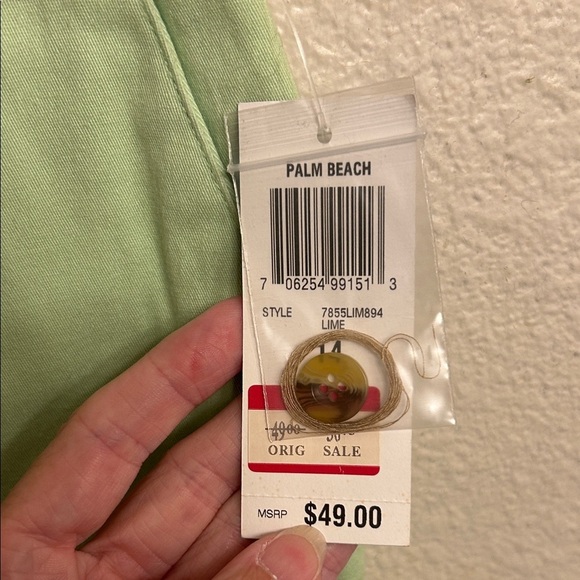 PALM BEACH
7 06254 99151 3
STYLE 7855LIM894
LIME
14
49.00
ORIG SALE
MSRP $49.00